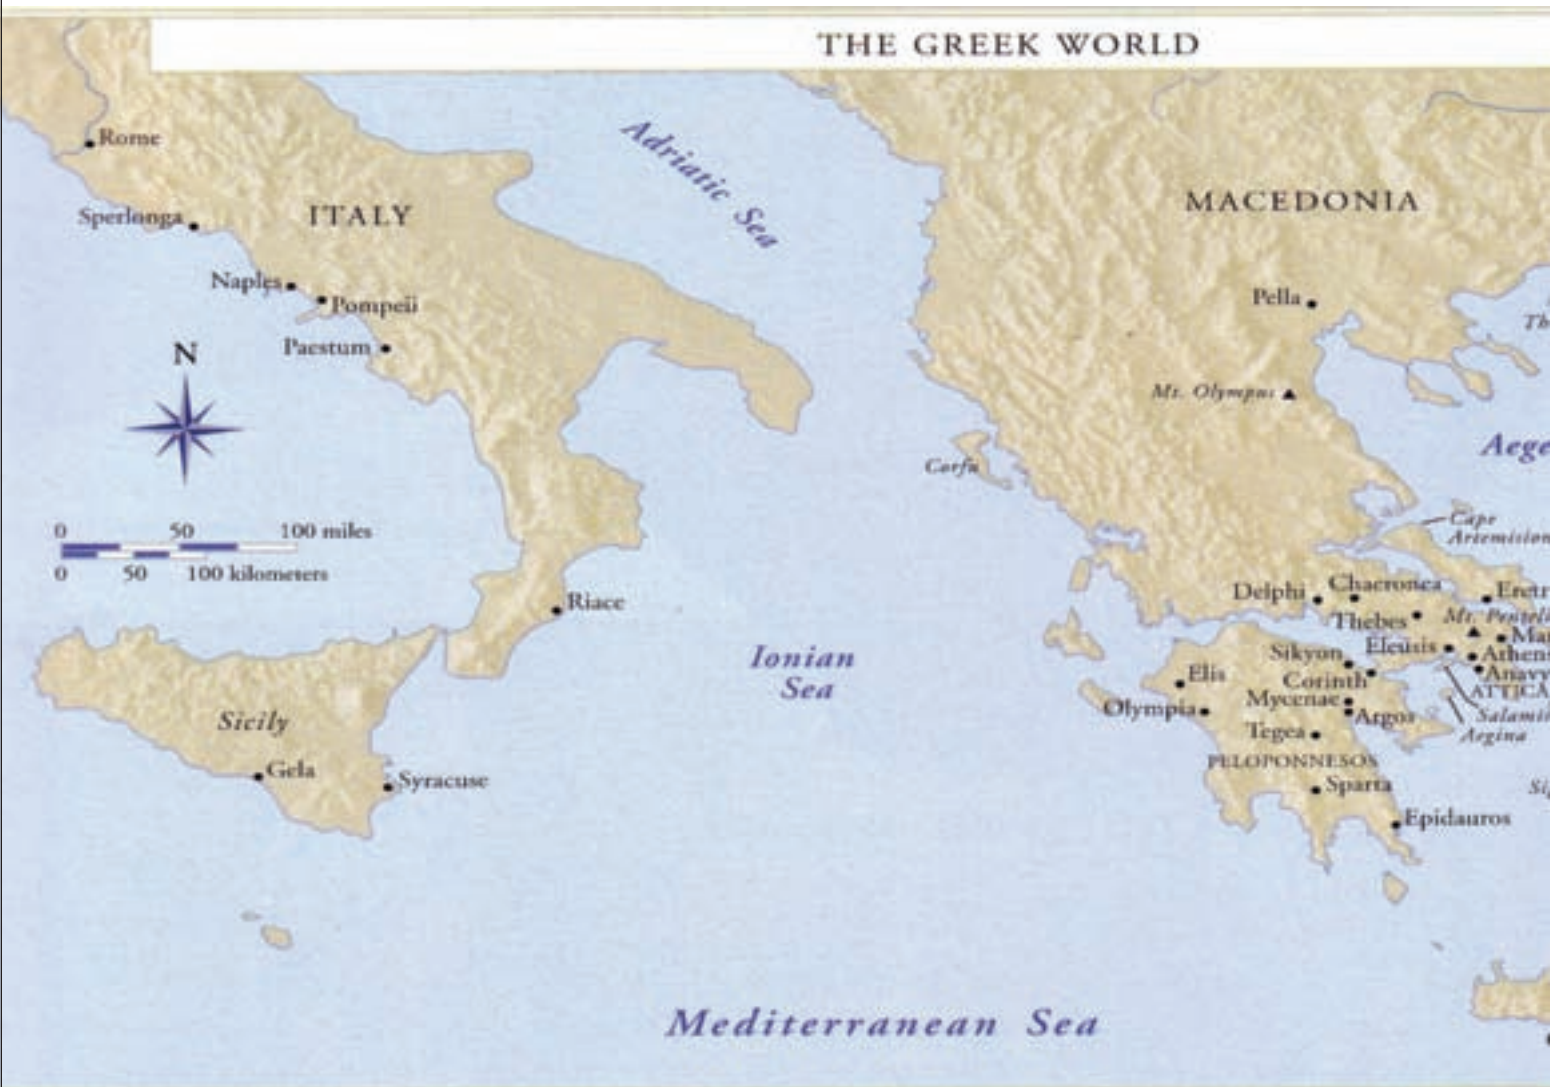 THE GREEK WORLD
Rome
Adriatic Sea
Sperlonga
ITALY
MACEDONIA
Naples
Pompeii
Pella
Paestum
N
Mt. Olympus
Corfu
0 50 100 miles
0 50 100 kilometers
Cape
Artemision
Riace
Delphi
Chaeronea
Thebes
Eleusis
Ionian
Sea
Sikyon
Elis
Corinth
Mycenae
Olympia
Argos
ATTICA
Aegina
Tegea
Sicily
PELOPONNESOS
Gela
Syracuse
Sparta
Epidauros
Mediterranean Sea